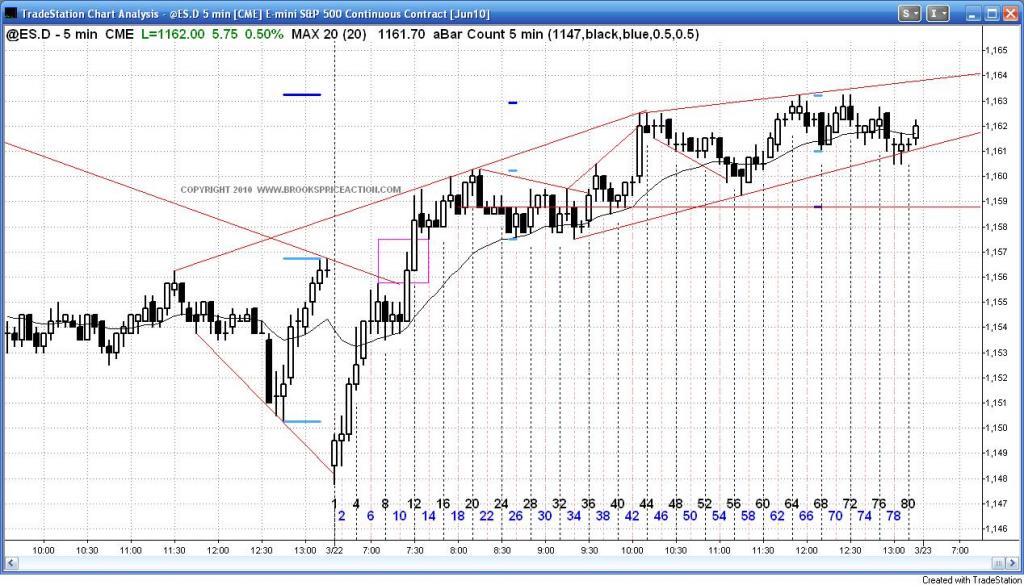 TradeStation Chart Analysis - @ES.D 5 min [CME] E-mini S&P 500 Continuous Contract [Jun10]
S
I
@ES.D - 5 min CME L=1162.00 5.75 0.50% MAX 20 (20) 1161.70 aBar Count 5 min (1147,black,blue,0.5,0.5)
1,165
1,164
1,163
1,162
1,161
1,160
1,159
1,158
1,157
1,156
1,155
1,154
1,153
1,152
1,151
1,150
1,149
1,148
1,147
1,146
COPYRIGHT 2010 WWW.BROOKSPRICEACTION.COM
1 4 8 12 16 20 24 28 32 36 40 44 48 52 56 60 64 68 72 76 80
2 6 10 14 18 22 26 30 34 38 42 46 50 54 58 62 66 70 74 78
10:00 10:30 11:00 11:30 12:00 12:30 13:00 3/22 7:00 7:30 8:00 8:30 9:00 9:30 10:00 10:30 11:00 11:30 12:00 12:30 13:00 3/23 7:00
Created with TradeStation